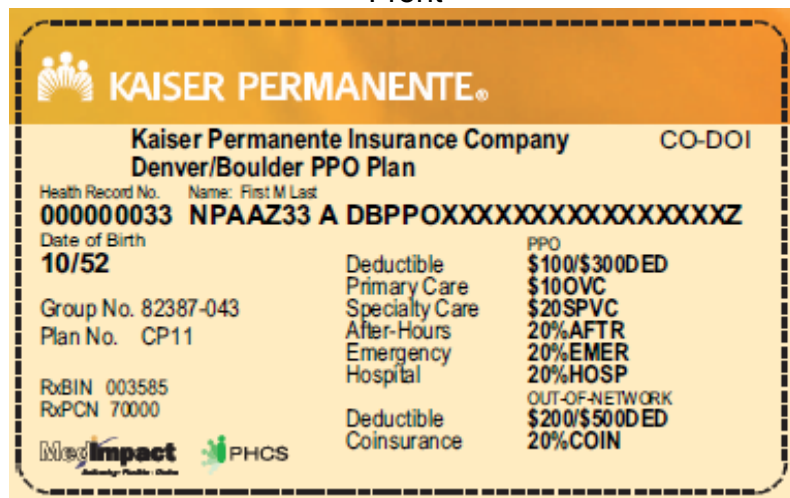 Front
KAISER PERMANENTE®
Kaiser Permanente Insurance Company CO-DOI
Denver/Boulder PPO Plan
Health Record No. Name: First M Last
000000033 NPAAZ33 A DBPPOXXXXXXXXXXXXXXXXXZ
Date of Birth PPO
10/52 Deductible $100/$300DED
Primary Care $10OVC
Group No. 82387-043 Specialty Care $20SPVC
Plan No. CP11 After-Hours 20%AFTR
Emergency 20%EMER
Hospital 20%HOSP
RxBIN 003585 OUT-OF-NETWORK
RxPCN 70000 Deductible $200/$500DED
Coinsurance 20%COIN
MedImpact PHCS